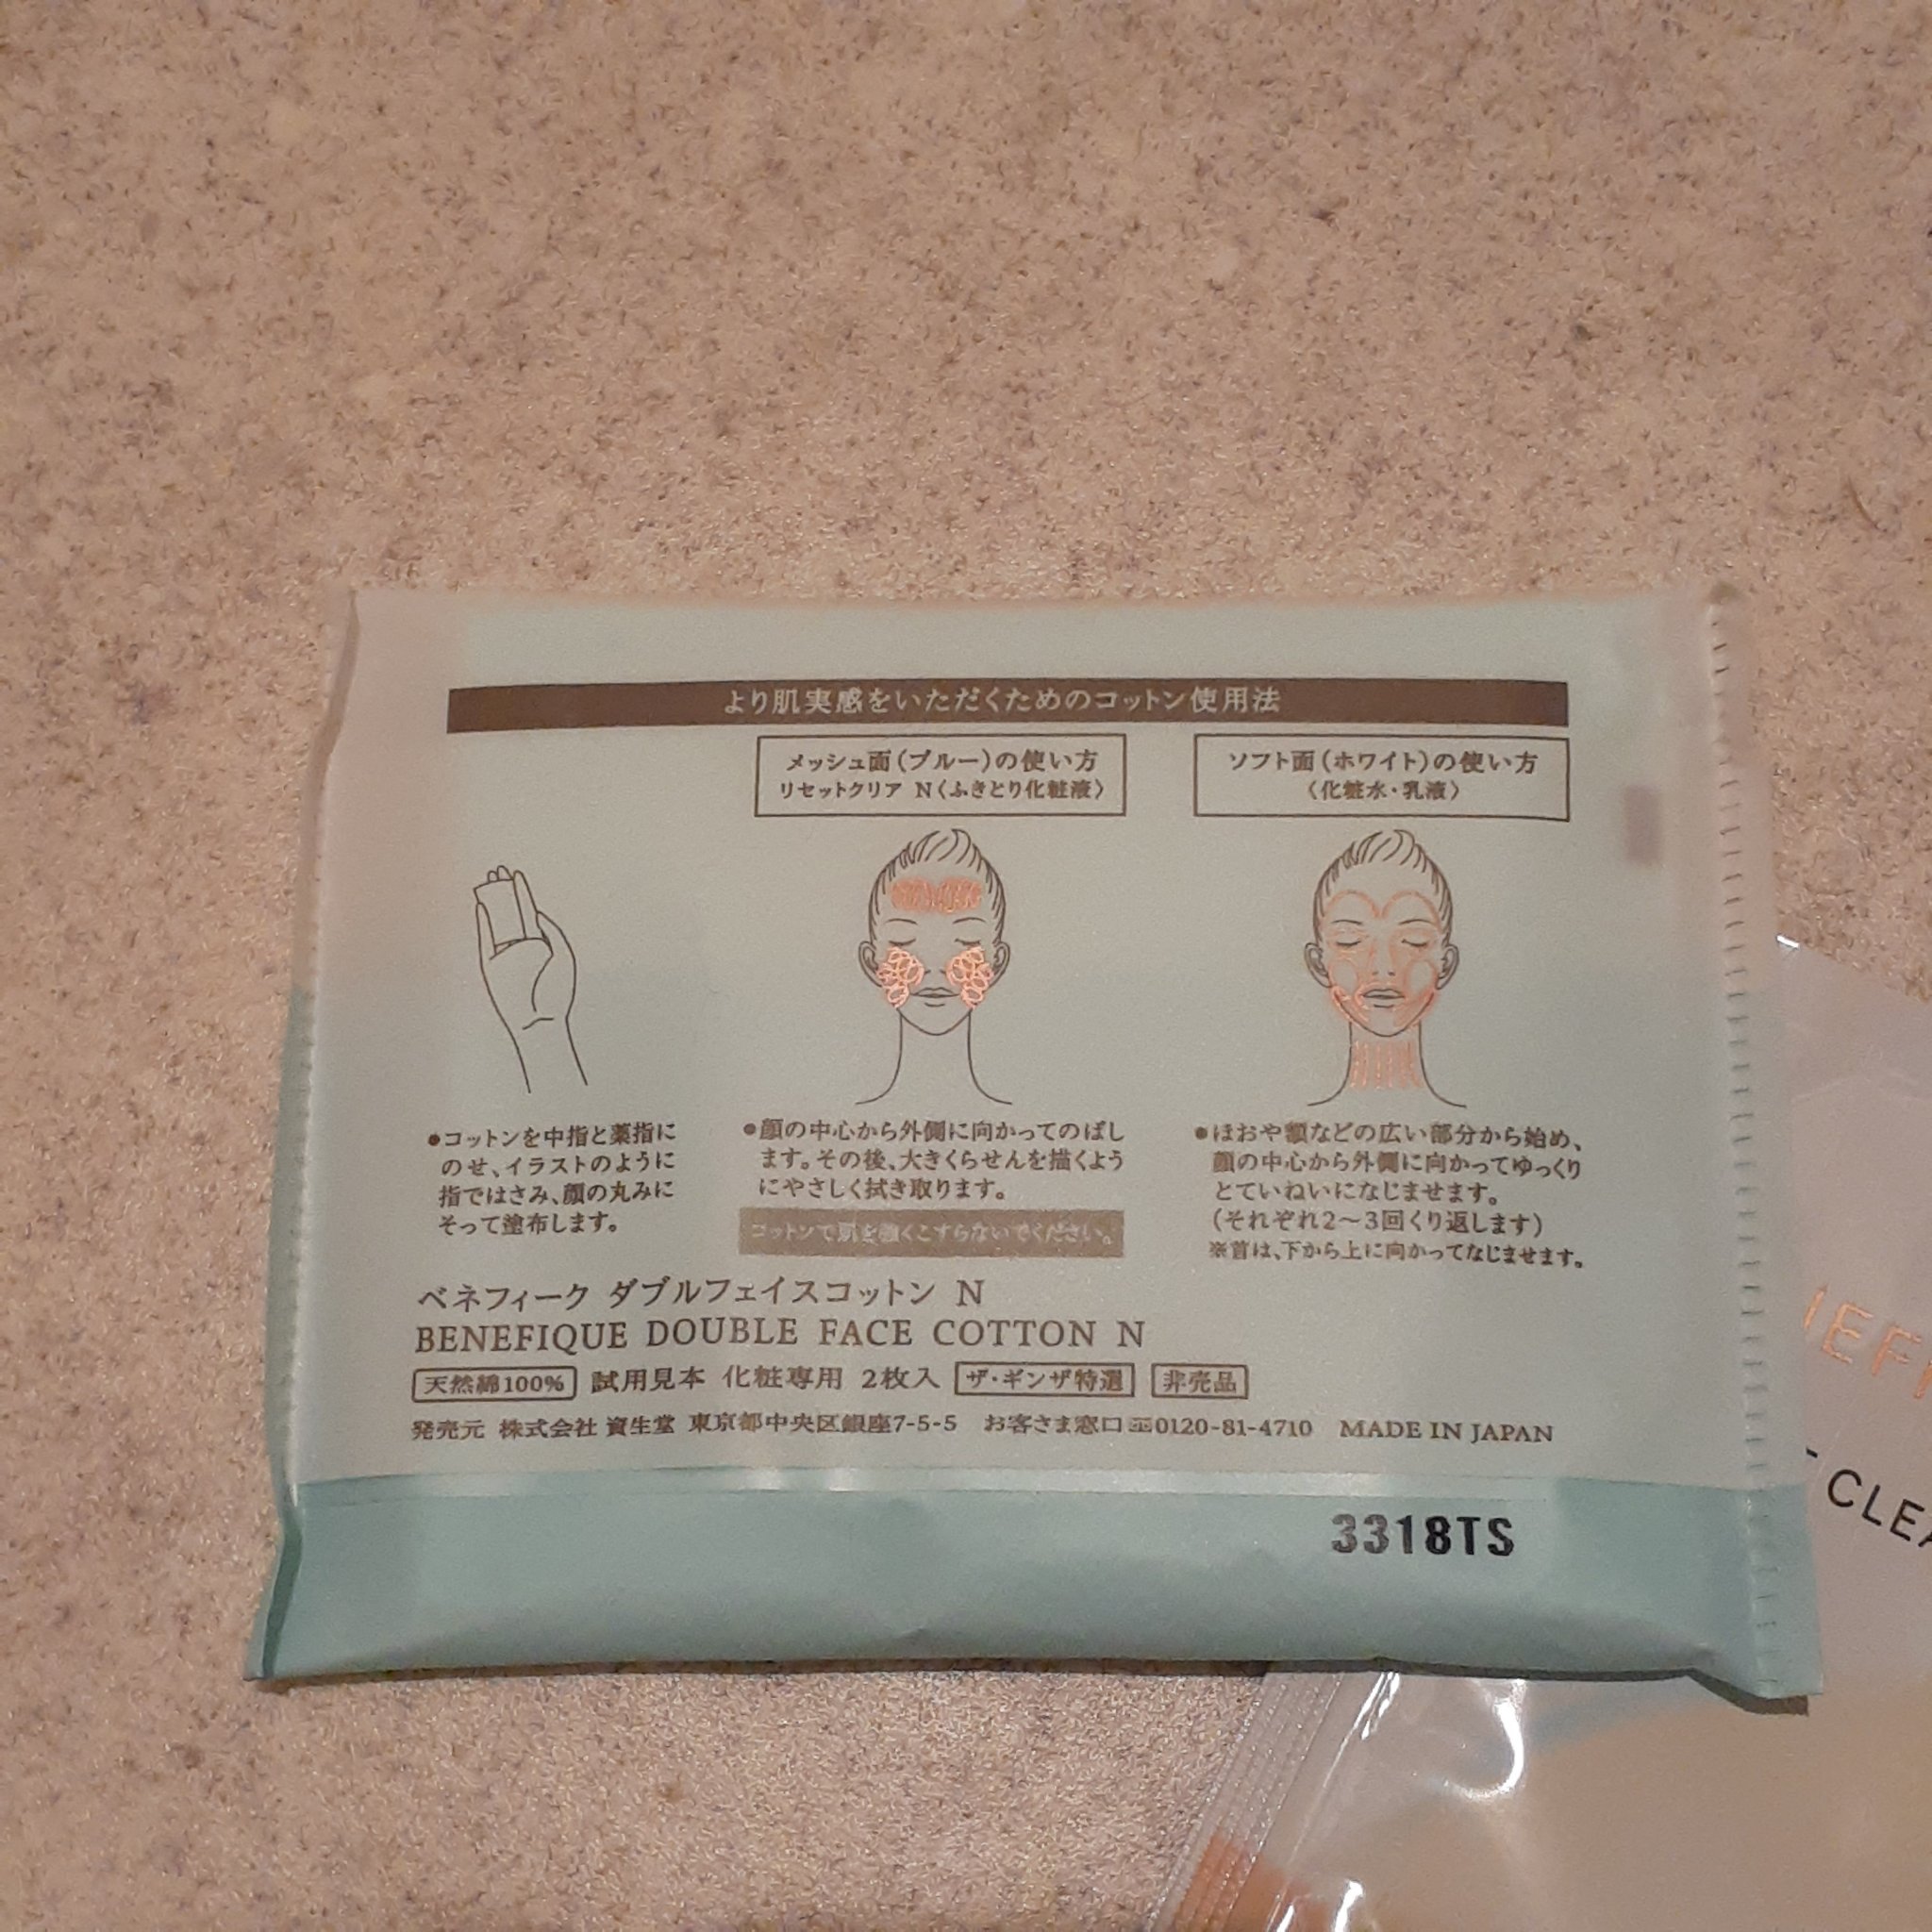 より肌実感をいただくためのコットン使用法
メッシュ面(ブルー)の使い方
リセットクリア N〈ふきとり化粧液〉
ソフト面(ホワイト)の使い方
〈化粧水・乳液〉
●コットンを中指と薬指に
のせ、イラストのように
指ではさみ、顔の丸みに
そって塗布します。
●顔の中心から外側に向かってのばし
ます。その後、大きくらせんを描くよう
にやさしく拭き取ります。
コットンで肌を強くこすらないでください。
●ほおや額などの広い部分から始め、
顔の中心から外側に向かってゆっくり
とていねいになじませます。
(それぞれ2〜3回くり返します)
※首は、下から上に向かってなじませます。
ベネフィーク ダブルフェイスコットン N
BENEFIQUE DOUBLE FACE COTTON N
天然綿100% 試用見本 化粧専用 2枚入 ザ・ギンザ特選 非売品
発売元 株式会社 資生堂 東京都中央区銀座7-5-5 お客さま窓口 0120-81-4710 MADE IN JAPAN
3318TS